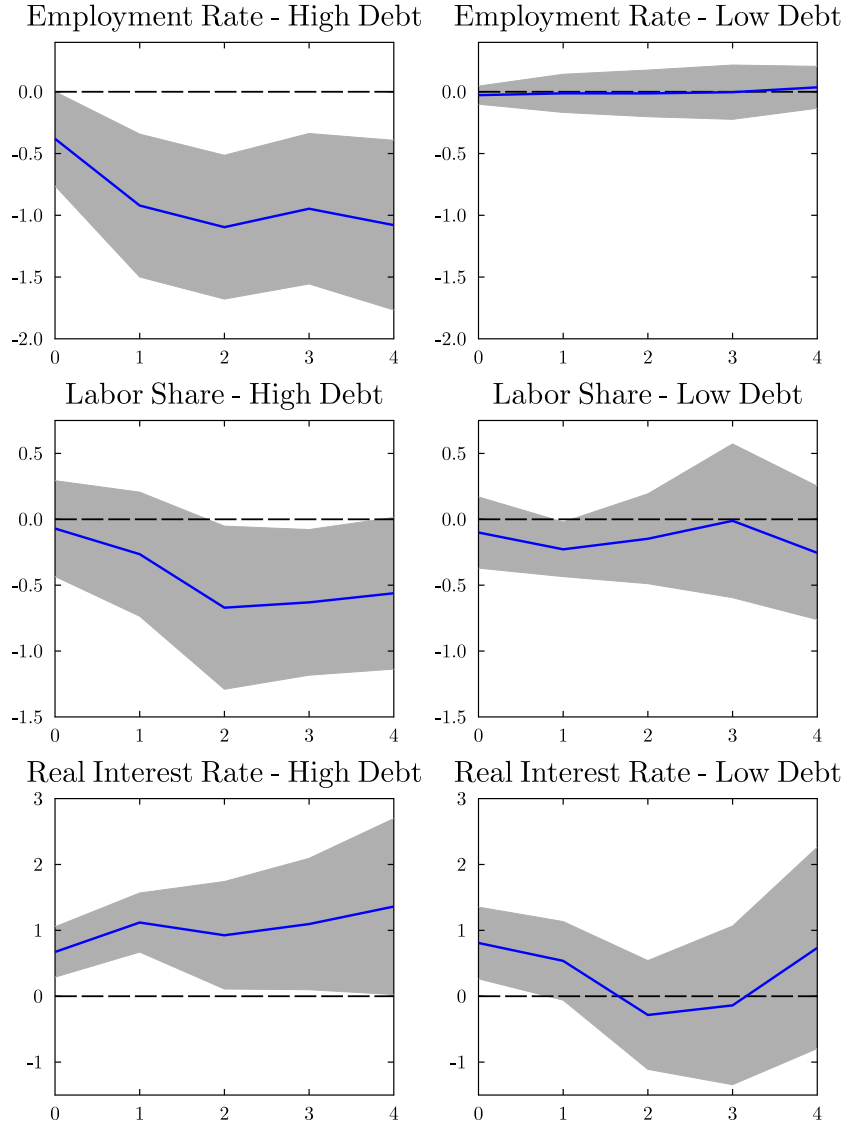 Employment Rate - High Debt
0.0
-0.5
-1.0
-1.5
-2.0
0 1 2 3 4
Employment Rate - Low Debt
0.0
-0.5
-1.0
-1.5
-2.0
0 1 2 3 4
Labor Share - High Debt
0.5
0.0
-0.5
-1.0
-1.5
0 1 2 3 4
Labor Share - Low Debt
0.5
0.0
-0.5
-1.0
-1.5
0 1 2 3 4
Real Interest Rate - High Debt
3
2
1
0
-1
0 1 2 3 4
Real Interest Rate - Low Debt
3
2
1
0
-1
0 1 2 3 4